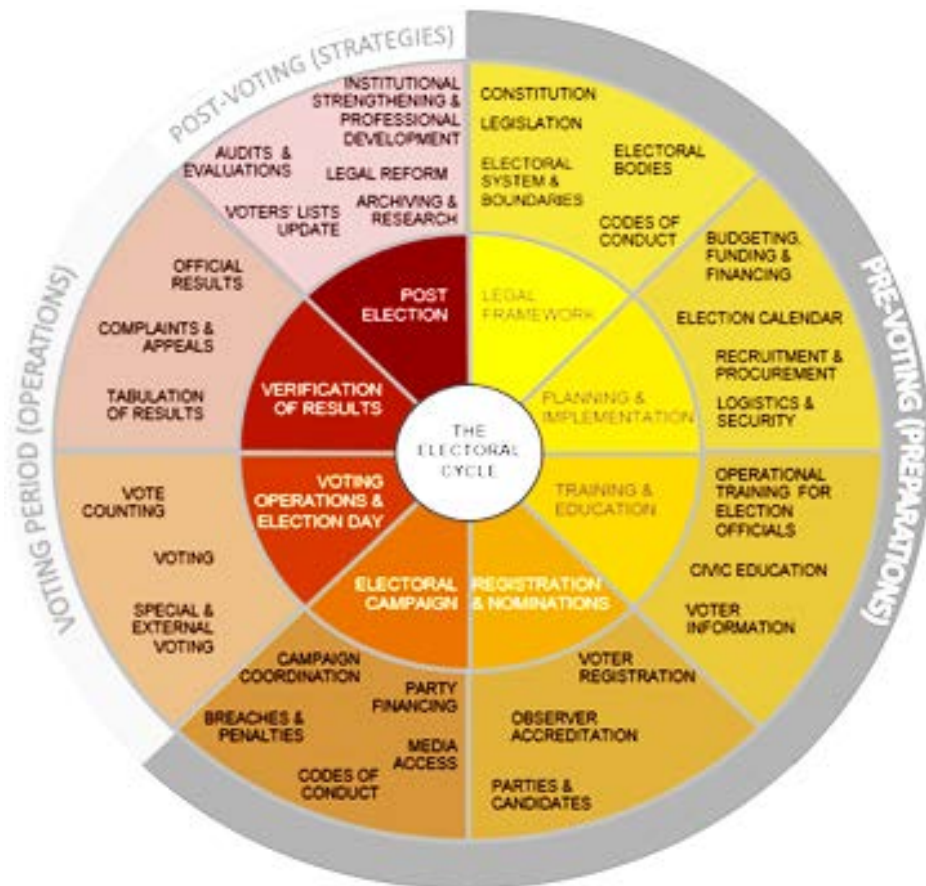 POST-VOTING (STRATEGIES)
PRE-VOTING (PREPARATIONS)
VOTING PERIOD (OPERATIONS)
THE
ELECTORAL
CYCLE
LEGAL
FRAMEWORK
CONSTITUTION
LEGISLATION
ELECTORAL
SYSTEM &
BOUNDARIES
ELECTORAL
BODIES
CODES OF
CONDUCT
PLANNING &
IMPLEMENTATION
BUDGETING,
FUNDING &
FINANCING
ELECTION CALENDAR
RECRUITMENT &
PROCUREMENT
LOGISTICS &
SECURITY
TRAINING &
EDUCATION
OPERATIONAL
TRAINING FOR
ELECTION
OFFICIALS
CIVIC EDUCATION
VOTER
INFORMATION
REGISTRATION
& NOMINATIONS
VOTER
REGISTRATION
OBSERVER
ACCREDITATION
PARTIES &
CANDIDATES
ELECTORAL
CAMPAIGN
CAMPAIGN
COORDINATION
PARTY
FINANCING
BREACHES &
PENALTIES
MEDIA
ACCESS
CODES OF
CONDUCT
VOTING
OPERATIONS &
ELECTION DAY
VOTE
COUNTING
VOTING
SPECIAL &
EXTERNAL
VOTING
VERIFICATION
OF RESULTS
OFFICIAL
RESULTS
COMPLAINTS &
APPEALS
TABULATION
OF RESULTS
POST
ELECTION
INSTITUTIONAL
STRENGTHENING &
PROFESSIONAL
DEVELOPMENT
AUDITS &
EVALUATIONS
LEGAL REFORM
VOTERS' LISTS
UPDATE
ARCHIVING &
RESEARCH